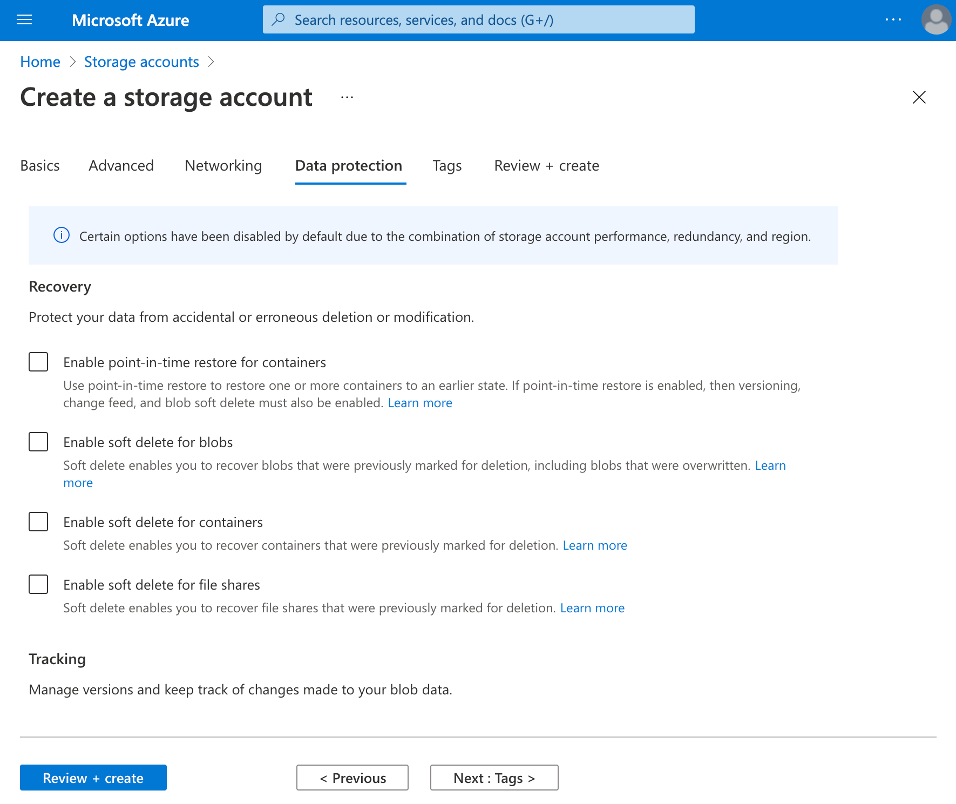 Microsoft Azure
Search resources, services, and docs (G+/)
Home > Storage accounts >
Create a storage account ...
Basics Advanced Networking Data protection Tags Review + create
Certain options have been disabled by default due to the combination of storage account performance, redundancy, and region.
Recovery
Protect your data from accidental or erroneous deletion or modification.
Enable point-in-time restore for containers
Use point-in-time restore to restore one or more containers to an earlier state. If point-in-time restore is enabled, then versioning,
change feed, and blob soft delete must also be enabled. Learn more
Enable soft delete for blobs
Soft delete enables you to recover blobs that were previously marked for deletion, including blobs that were overwritten. Learn
more
Enable soft delete for containers
Soft delete enables you to recover containers that were previously marked for deletion. Learn more
Enable soft delete for file shares
Soft delete enables you to recover file shares that were previously marked for deletion. Learn more
Tracking
Manage versions and keep track of changes made to your blob data.
Review + create < Previous Next : Tags >